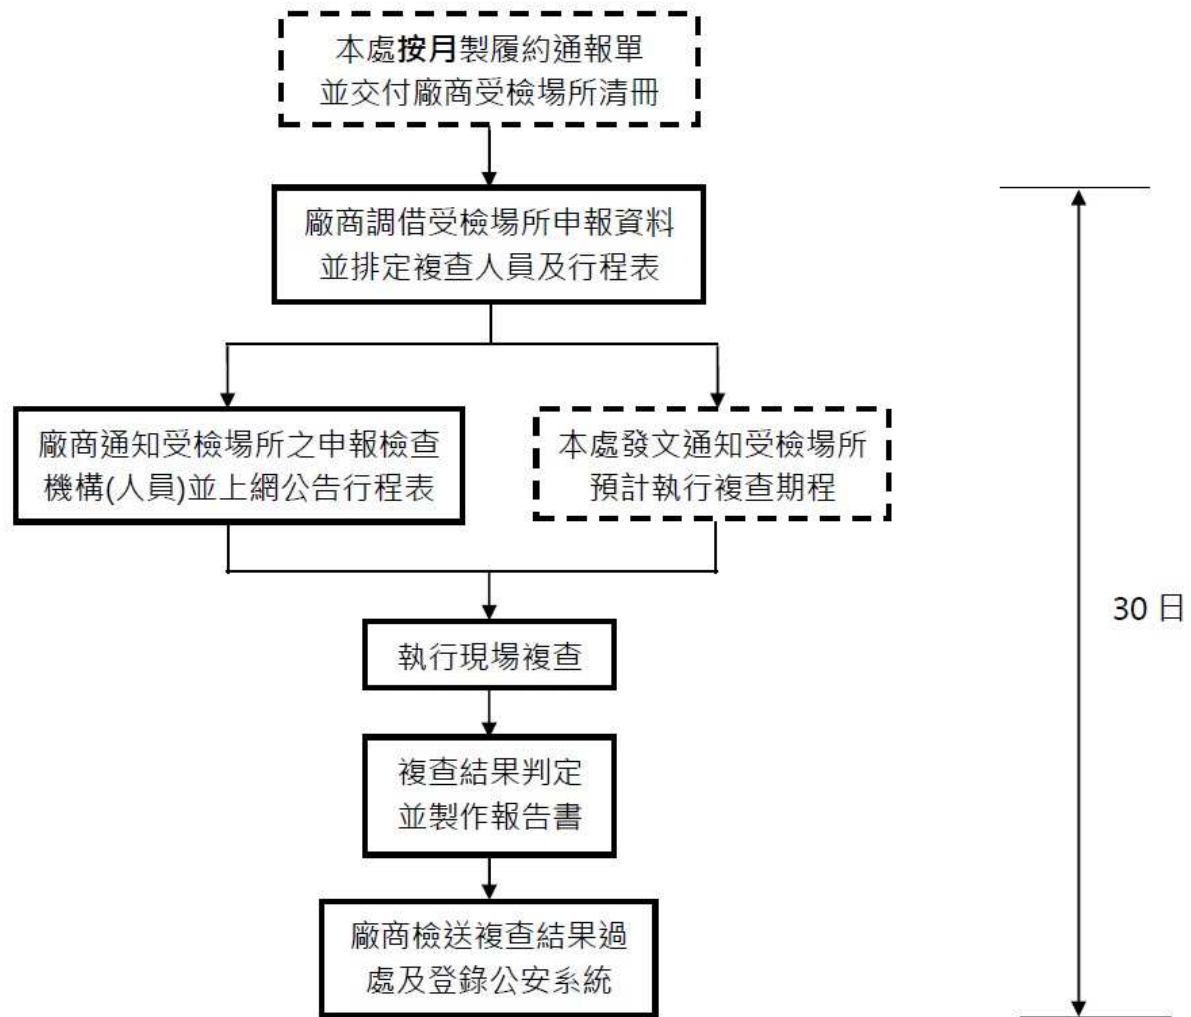 本處按月製履約通報單
並交付廠商受檢場所清冊
廠商調借受檢場所申報資料
並排定複查人員及行程表
廠商通知受檢場所之申報檢查
機構(人員)並上網公告行程表
本處發文通知受檢場所
預計執行複查期程
30 日
執行現場複查
複查結果判定
並製作報告書
廠商檢送複查結果過
處及登錄公安系統